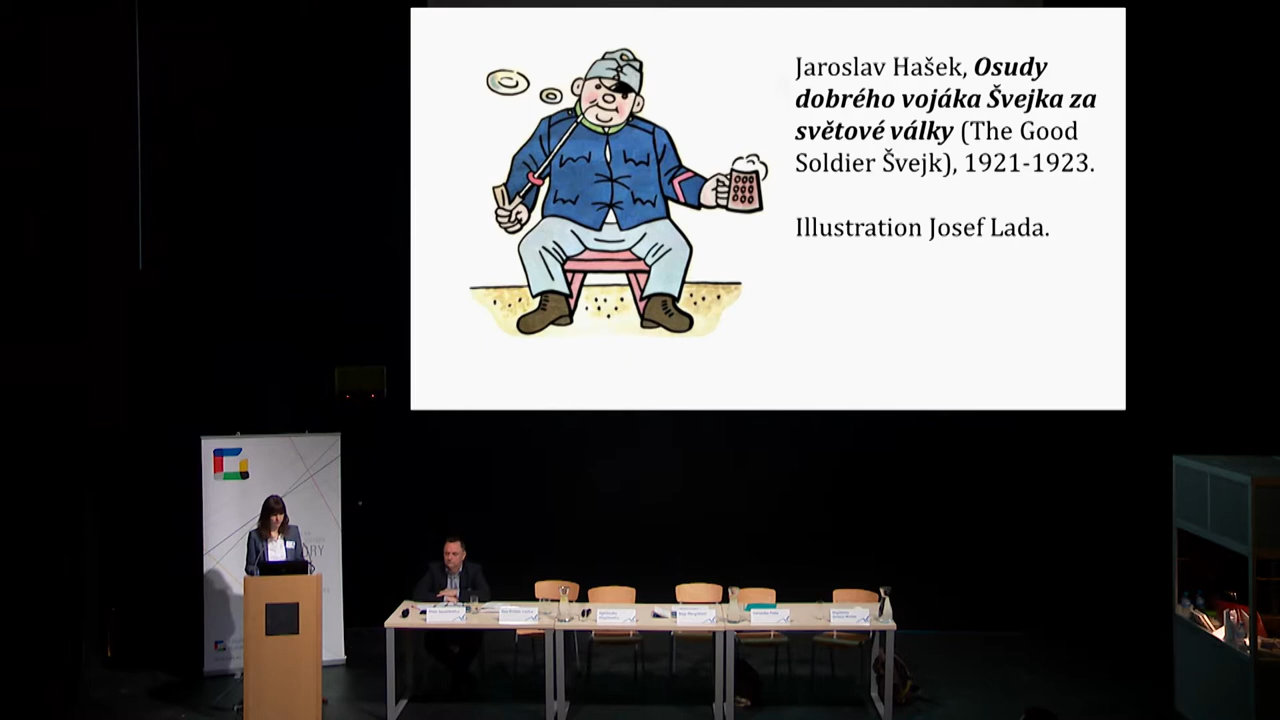 Jaroslav Hašek, Osudy
dobrého vojáka Švejka za
světové války (The Good
Soldier Švejk), 1921-1923.
Illustration Josef Lada.